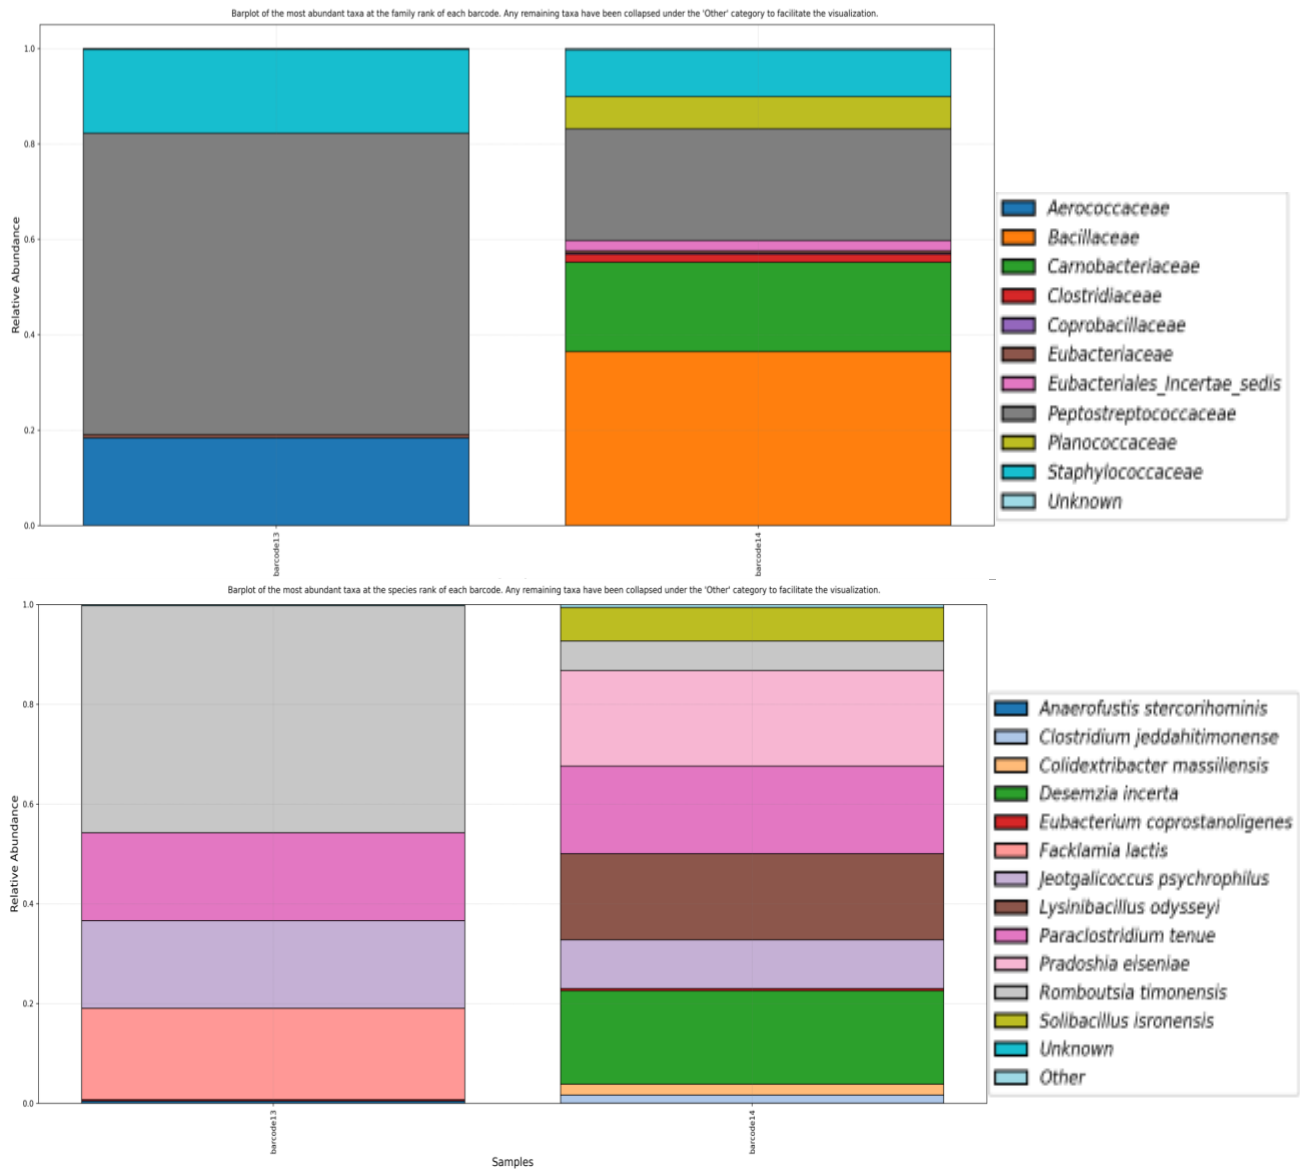 Barplot of the most abundant taxa at the family rank of each barcode. Any remaining taxa have been collapsed under the 'Other' category to facilitate the visualization.
1.0
0.8
0.6
0.4
0.2
0.0
Relative Abundance
barcode13
barcode14
Aerococcaceae
Bacillaceae
Carnobacteriaceae
Clostridiaceae
Coprobacillaceae
Eubacteriaceae
Eubacteriales_Incertae_sedis
Peptostreptococcaceae
Planococcaceae
Staphylococcaceae
Unknown
Barplot of the most abundant taxa at the species rank of each barcode. Any remaining taxa have been collapsed under the 'Other' category to facilitate the visualization.
1.0
0.8
0.6
0.4
0.2
0.0
Relative Abundance
barcode13
barcode14
Samples
Anaerofustis stercorihominis
Clostridium jeddahitimonense
Colidextribacter massiliensis
Desemzia incerta
Eubacterium coprostanoligenes
Facklamia lactis
Jeotgalicoccus psychrophilus
Lysinibacillus odysseyi
Paraclostridium tenue
Pradoshia eiseniae
Romboutsia timonensis
Solibacillus isronensis
Unknown
Other